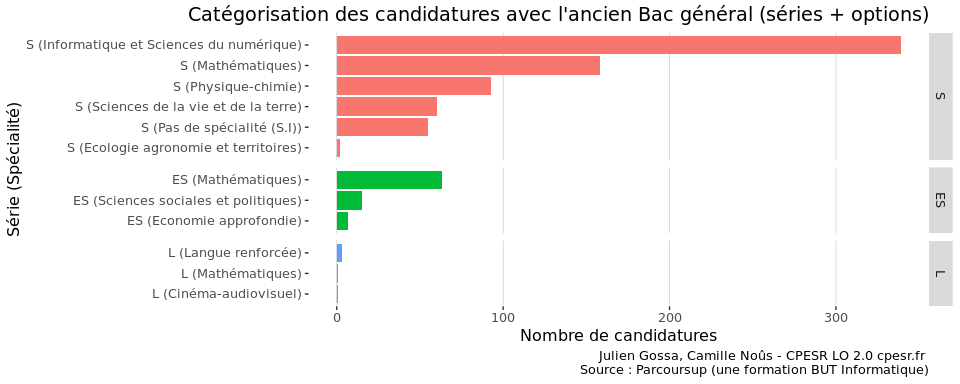 Catégorisation des candidatures avec l'ancien Bac général (séries + options)
Série (Spécialité)
S (Informatique et Sciences du numérique)
S (Mathématiques)
S (Physique-chimie)
S (Sciences de la vie et de la terre)
S (Pas de spécialité (S.I))
S (Ecologie agronomie et territoires)
S
ES (Mathématiques)
ES (Sciences sociales et politiques)
ES (Economie approfondie)
ES
L (Langue renforcée)
L (Mathématiques)
L (Cinéma-audiovisuel)
L
0 100 200 300
Nombre de candidatures
Julien Gossa, Camille Noûs - CPESR LO 2.0 cpesr.fr
Source : Parcoursup (une formation BUT Informatique)